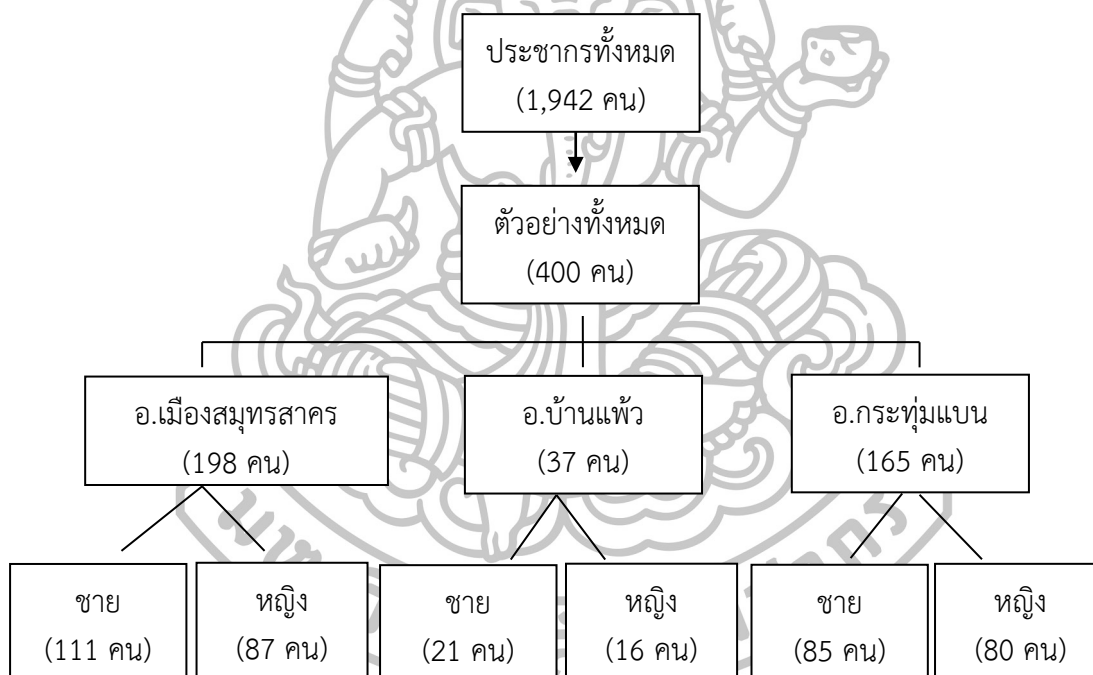 ประชากรทั้งหมด
(1,942 คน)
ตัวอย่างทั้งหมด
(400 คน)
อ.เมืองสมุทรสาคร
(198 คน)
อ.บ้านแพ้ว
(37 คน)
อ.กระทุ่มแบน
(165 คน)
ชาย
(111 คน)
หญิง
(87 คน)
ชาย
(21 คน)
หญิง
(16 คน)
ชาย
(85 คน)
หญิง
(80 คน)